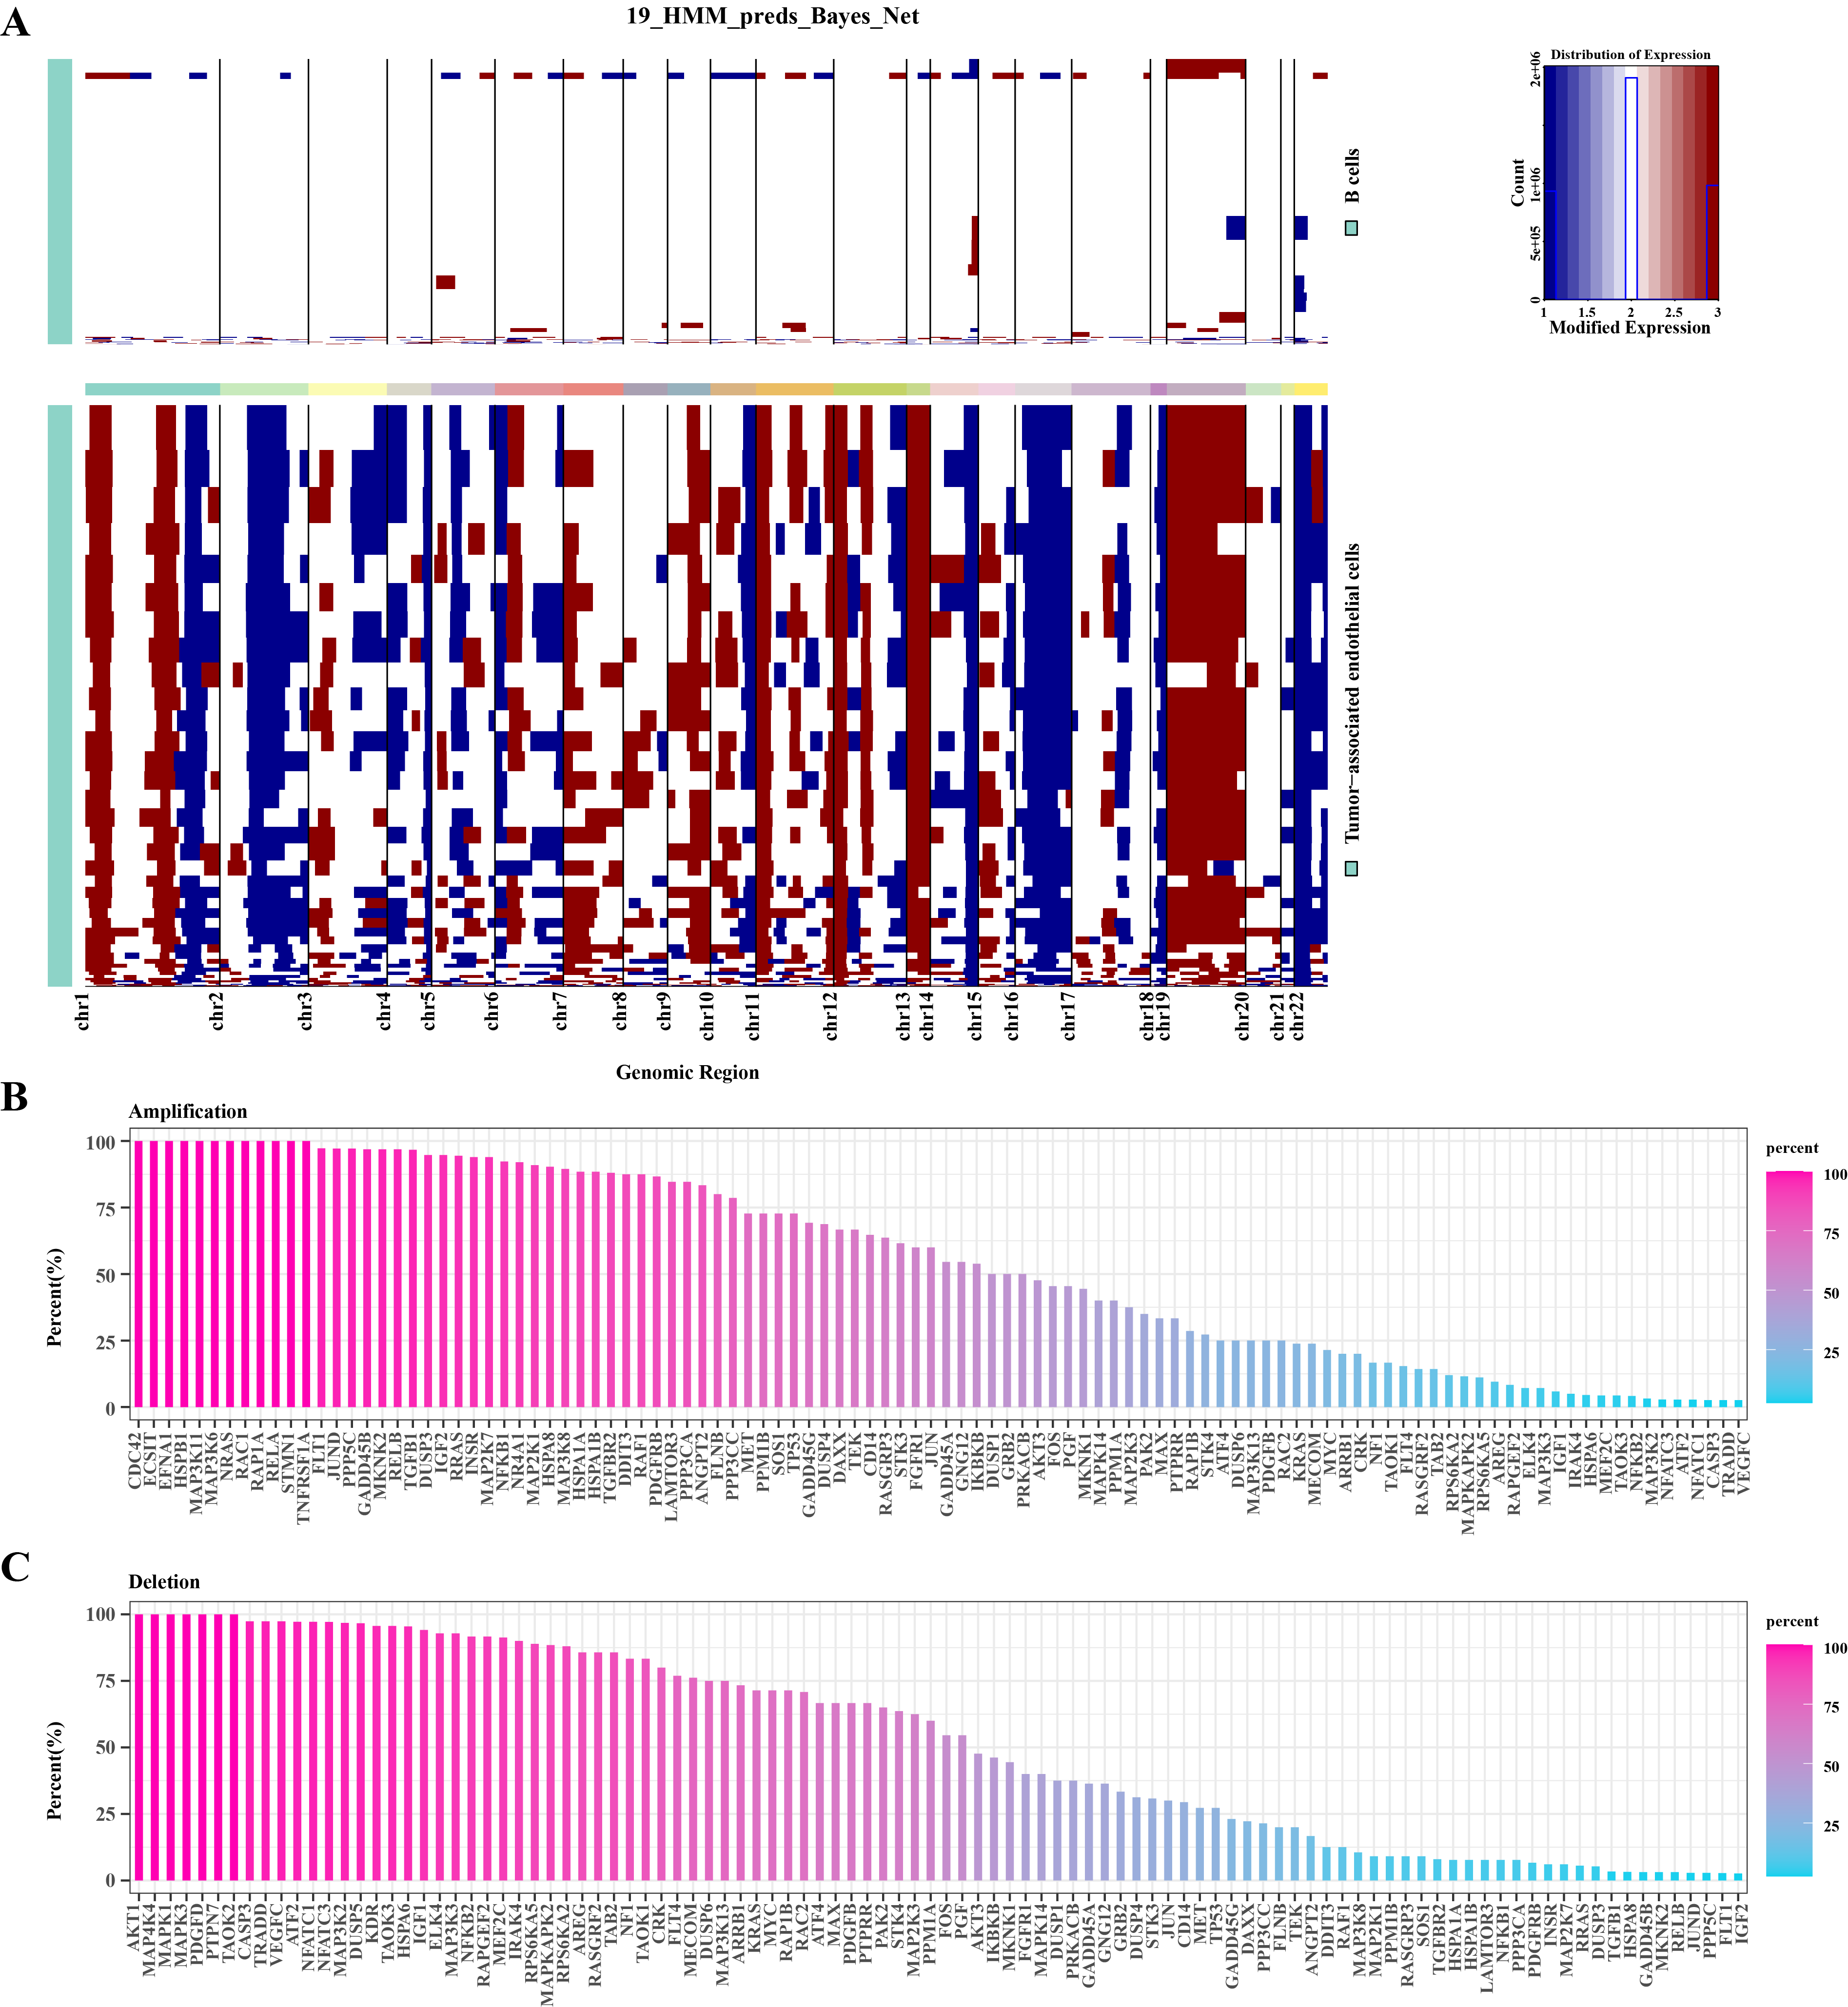 A
19_HMM_preds_Bayes_Net
Distribution of Expression
Count
0 5e+05 1e+06 2e+06
1 1.5 2 2.5 3
Modified Expression
B cells
Tumor−associated endothelial cells
chr1 chr2 chr3 chr4 chr5 chr6 chr7 chr8 chr9 chr10 chr11 chr12 chr13 chr14 chr15 chr16 chr17 chr18 chr19 chr20 chr21 chr22
Genomic Region
B
Amplification
Percent(%)
100
75
50
25
0
CDC42 ECSIT EFNA1 HSPB1 MAP3K11 MAP3K6 NRAS RAC1 RAP1A RELA STMN1 TNFRSF1A FLT1 JUND PPP5C GADD45B MKNK2 RELB TGFB1 DUSP3 IGF2 RRAS INSR MAP2K7 NFKB1 NR4A1 MAP2K1 HSPA8 MAP3K8 HSPA1A HSPA1B TGFBR2 DDIT3 RAF1 PDGFRB LAMTOR3 PPP3CA ANGPT2 FLNB PPP3CC MET PPM1B SOS1 TP53 GADD45G DUSP4 DAXX TEK CD14 RASGRP3 STK3 FGFR1 JUN GADD45A GNG12 IKBKB DUSP1 GRB2 PRKACB AKT3 FOS PGF MKNK1 MAPK14 PPM1A MAP2K3 PAK2 MAX PTPRR RAP1B STK4 ATF4 DUSP6 MAP3K13 PDGFB RAC2 KRAS MECOM MYC ARRB1 CRK NF1 TAOK1 FLT4 RASGRF2 TAB2 RPS6KA2 MAPKAPK2 RPS6KA5 AREG RAPGEF2 ELK4 MAP3K3 IGF1 IRAK4 HSPA6 MEF2C TAOK3 NFKB2 MAP3K2 NFATC3 ATF2 NFATC1 CASP3 TRADD VEGFC
percent
100
75
50
25
C
Deletion
Percent(%)
100
75
50
25
0
AKT1 MAP4K4 MAPK1 MAPK3 PDGFD PTPN7 TAOK2 CASP3 TRADD VEGFC ATF2 NFATC1 NFATC3 MAP3K2 DUSP5 KDR TAOK3 HSPA6 IGF1 ELK4 MAP3K3 NFKB2 RAPGEF2 MEF2C IRAK4 RPS6KA5 MAPKAPK2 RPS6KA2 AREG RASGRF2 TAB2 NF1 TAOK1 CRK FLT4 MECOM DUSP6 MAP3K13 ARRB1 KRAS MYC RAP1B RAC2 ATF4 MAX PDGFB PTPRR PAK2 STK4 MAP2K3 PPM1A FOS PGF AKT3 IKBKB MKNK1 FGFR1 MAPK14 DUSP1 PRKACB GADD45A GNG12 GRB2 DUSP4 STK3 JUN CD14 MET TP53 GADD45G DAXX PPP3CC FLNB TEK ANGPT2 DDIT3 RAF1 MAP3K8 MAP2K1 PPM1B RASGRP3 SOS1 TGFBR2 HSPA1A HSPA1B LAMTOR3 NFKB1 PPP3CA PDGFRB INSR MAP2K7 RRAS DUSP3 TGFB1 HSPA8 GADD45B MKNK2 RELB JUND PPP5C FLT1 IGF2
percent
100
75
50
25